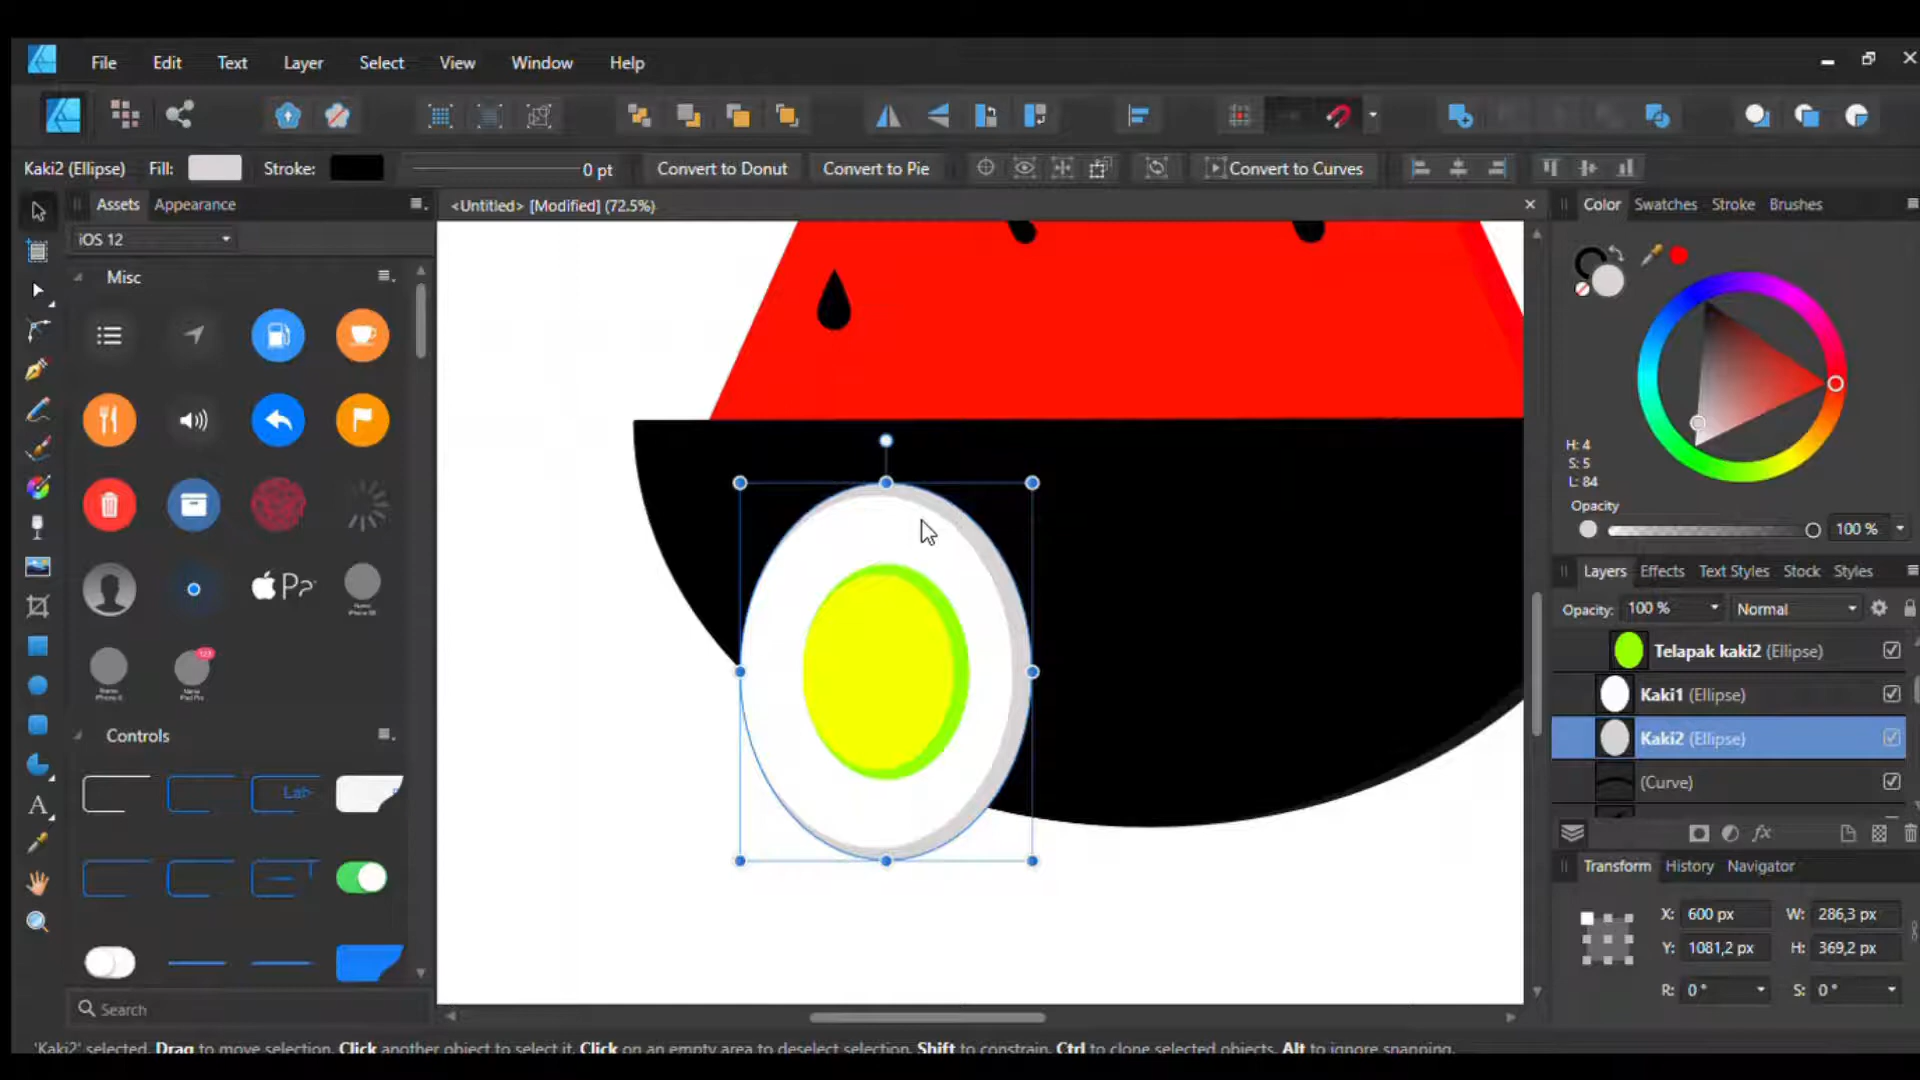 File Edit Text Layer Select View Window Help
Kaki2 (Ellipse) Fill: Stroke: 0 pt Convert to Donut Convert to Pie Convert to Curves
Assets Appearance
<Untitled> [Modified] (72.5%)
Color Swatches Stroke Brushes
iOS 12
Misc
H: 4
S: 5
L: 84
Opacity
100 %
Layers Effects Text Styles Stock Styles
Opacity: 100 % Normal
Telapak kaki2 (Ellipse)
Kaki1 (Ellipse)
Kaki2 (Ellipse)
(Curve)
Controls
Transform History Navigator
X: 600 px W: 286,3 px
Y: 1081,2 px H: 369,2 px
R: 0 ° S: 0 °
Search
'Kaki2' selected. Drag to move selection. Click another object to select it. Click on an empty area to deselect selection. Shift to constrain. Ctrl to clone selected objects. Alt to ignore snapping.